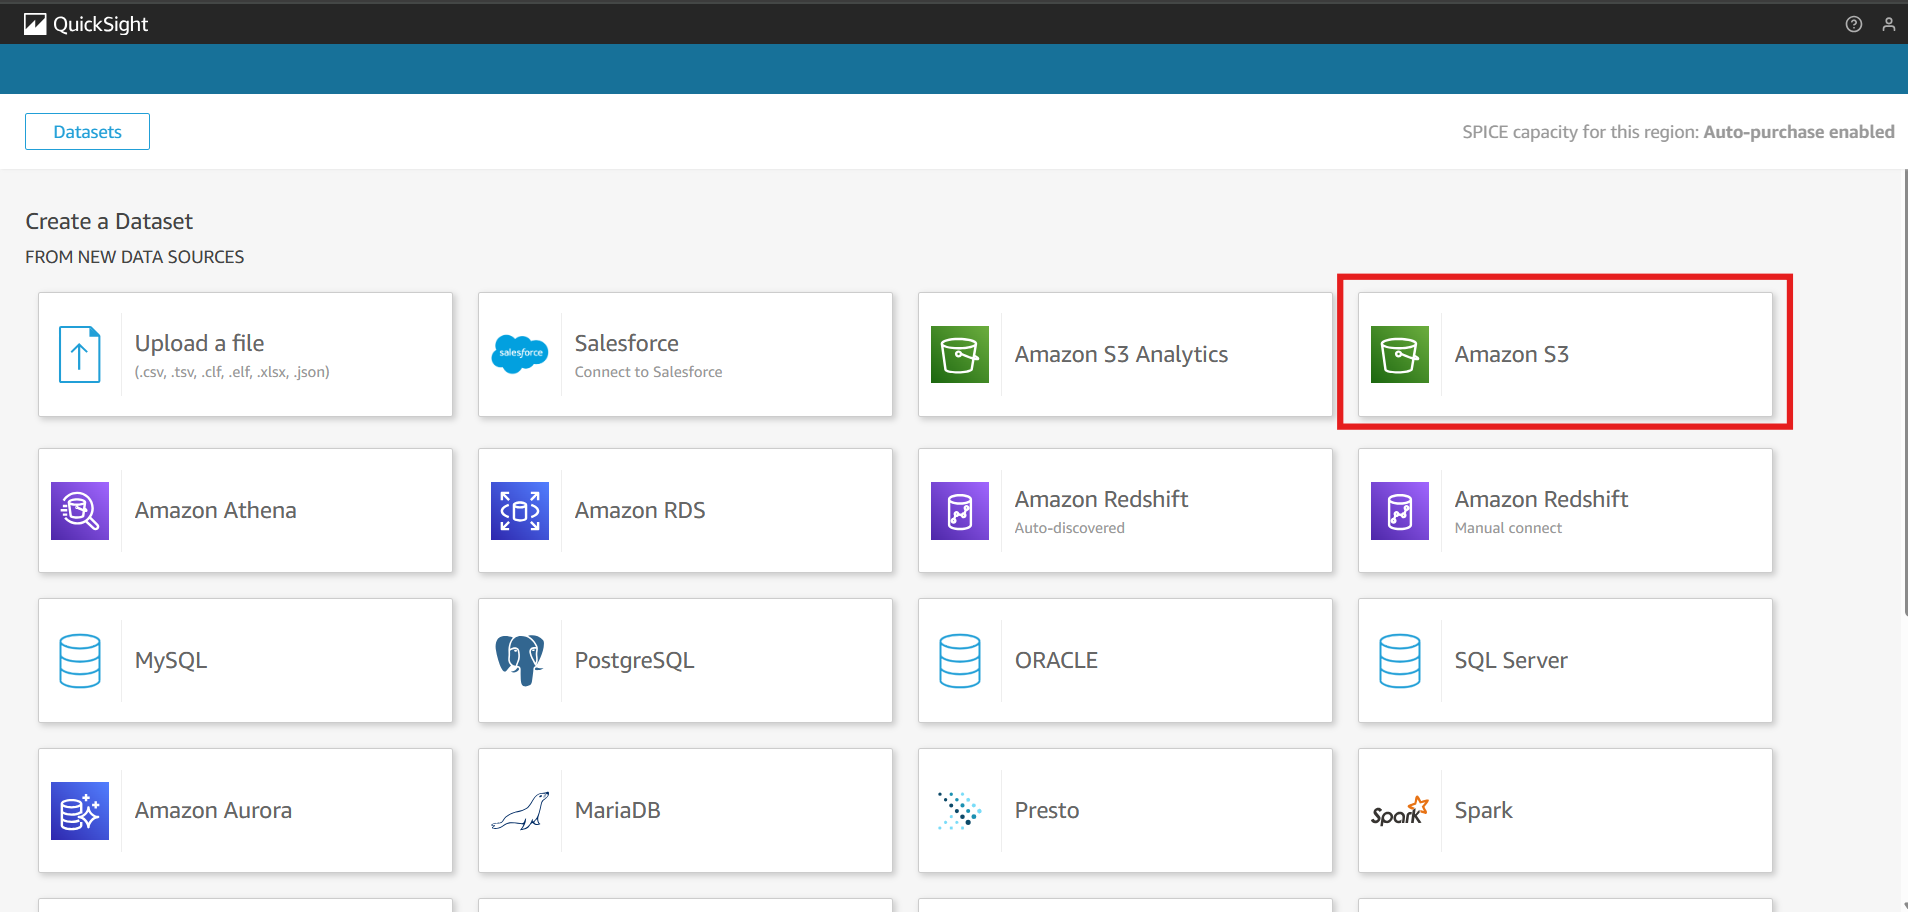 QuickSight
Datasets
SPICE capacity for this region: Auto-purchase enabled
Create a Dataset
FROM NEW DATA SOURCES
Upload a file
(.csv, .tsv, .clf, .elf, .xlsx, .json)
salesforce
Salesforce
Connect to Salesforce
Amazon S3 Analytics
Amazon S3
Amazon Athena
Amazon RDS
Amazon Redshift
Auto-discovered
Amazon Redshift
Manual connect
MySQL
PostgreSQL
ORACLE
SQL Server
Amazon Aurora
MariaDB
Presto
Spark
Spark